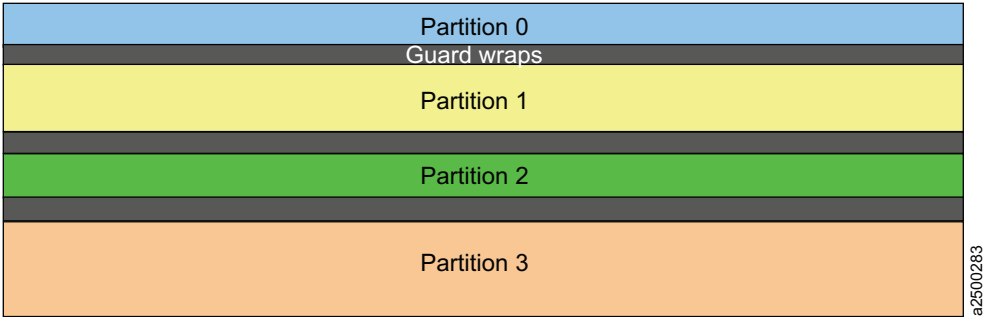 Partition 0
Guard wraps
Partition 1
Partition 2
Partition 3
a2500283